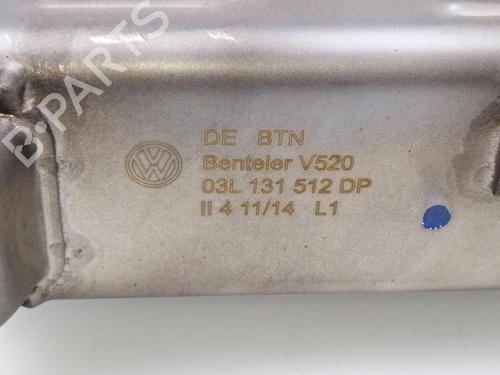 B-PARTS
DE BTN
Benteler V520
03L 131 512 DP
II 4 11/14 L1